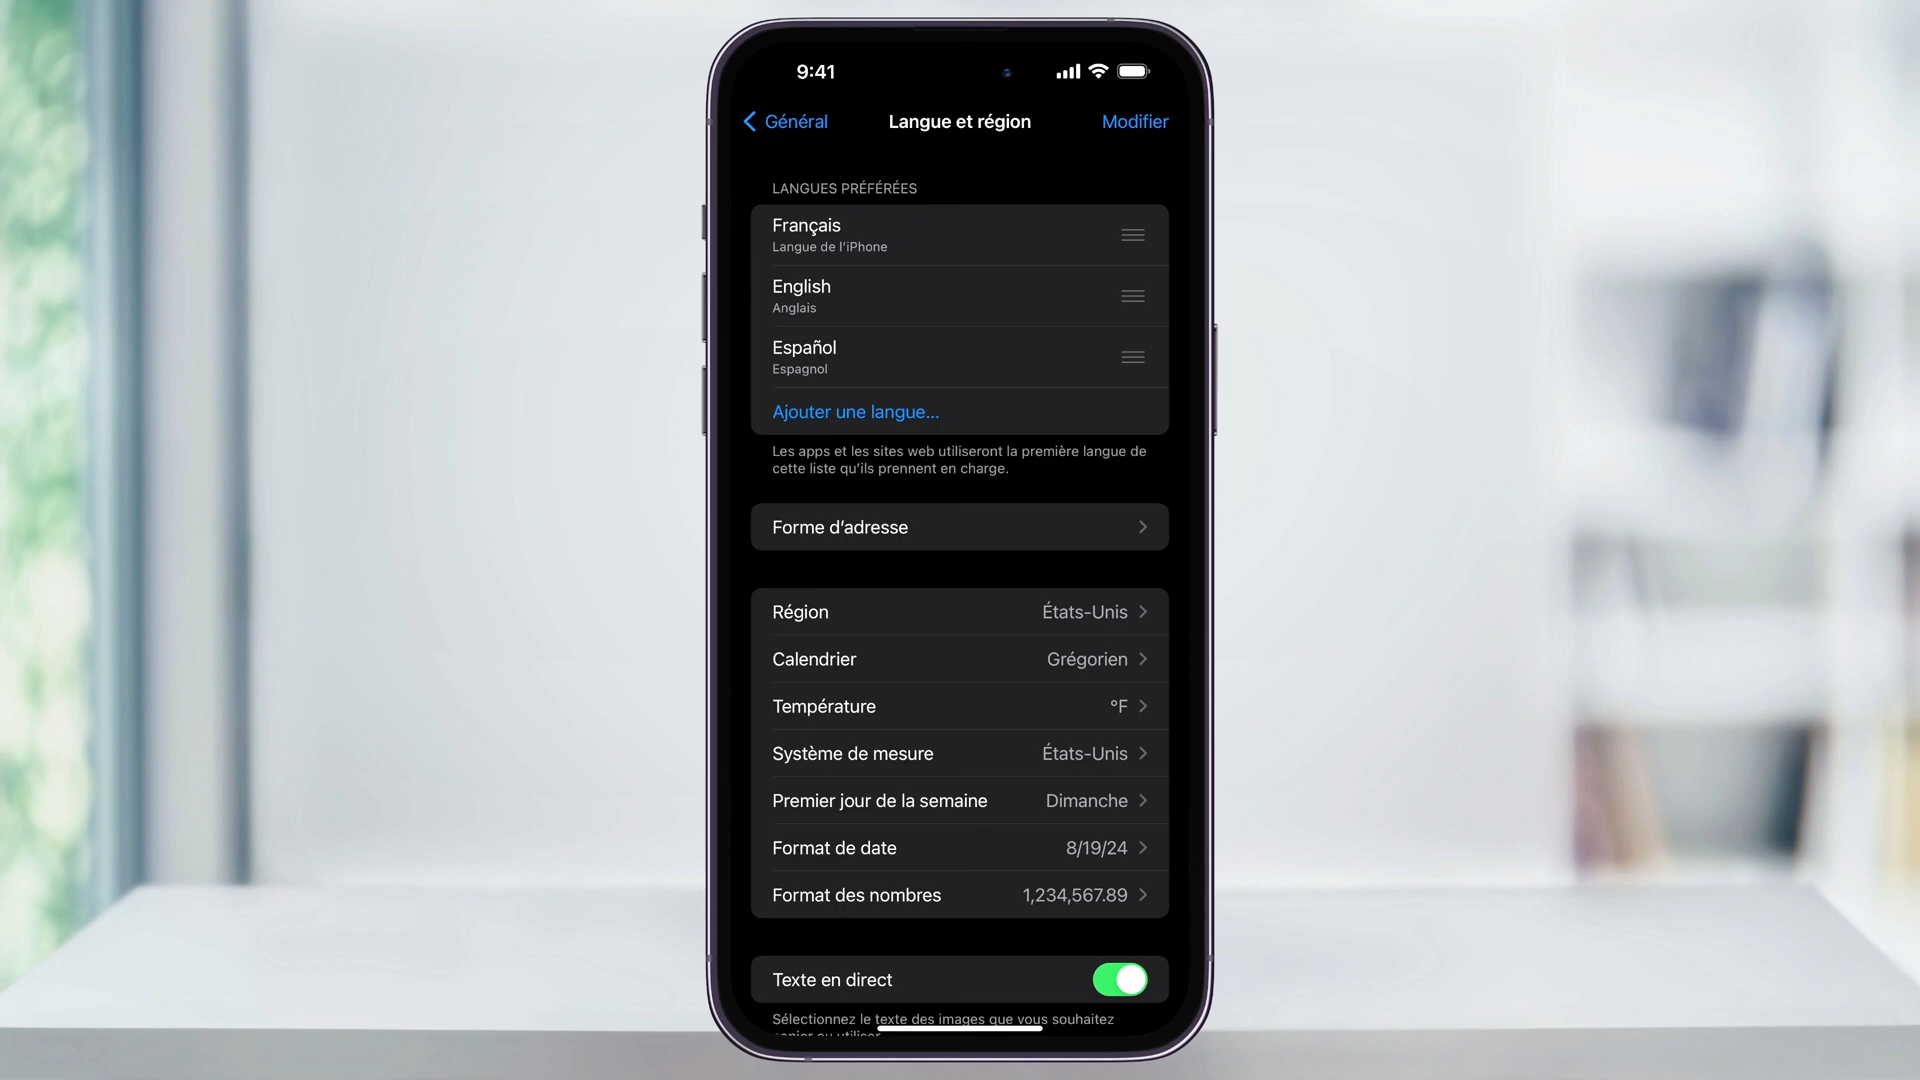 9:41
Général
Langue et région
Modifier
LANGUES PRÉFÉRÉES
Français
Langue de l’iPhone
English
Anglais
Español
Espagnol
Ajouter une langue...
Les apps et les sites web utiliseront la première langue de
cette liste qu’ils prennent en charge.
Forme d’adresse
Région États-Unis
Calendrier Grégorien
Température °F
Système de mesure États-Unis
Premier jour de la semaine Dimanche
Format de date 8/19/24
Format des nombres 1,234,567.89
Texte en direct
Sélectionnez le texte des images que vous souhaitez
copier ou utiliser